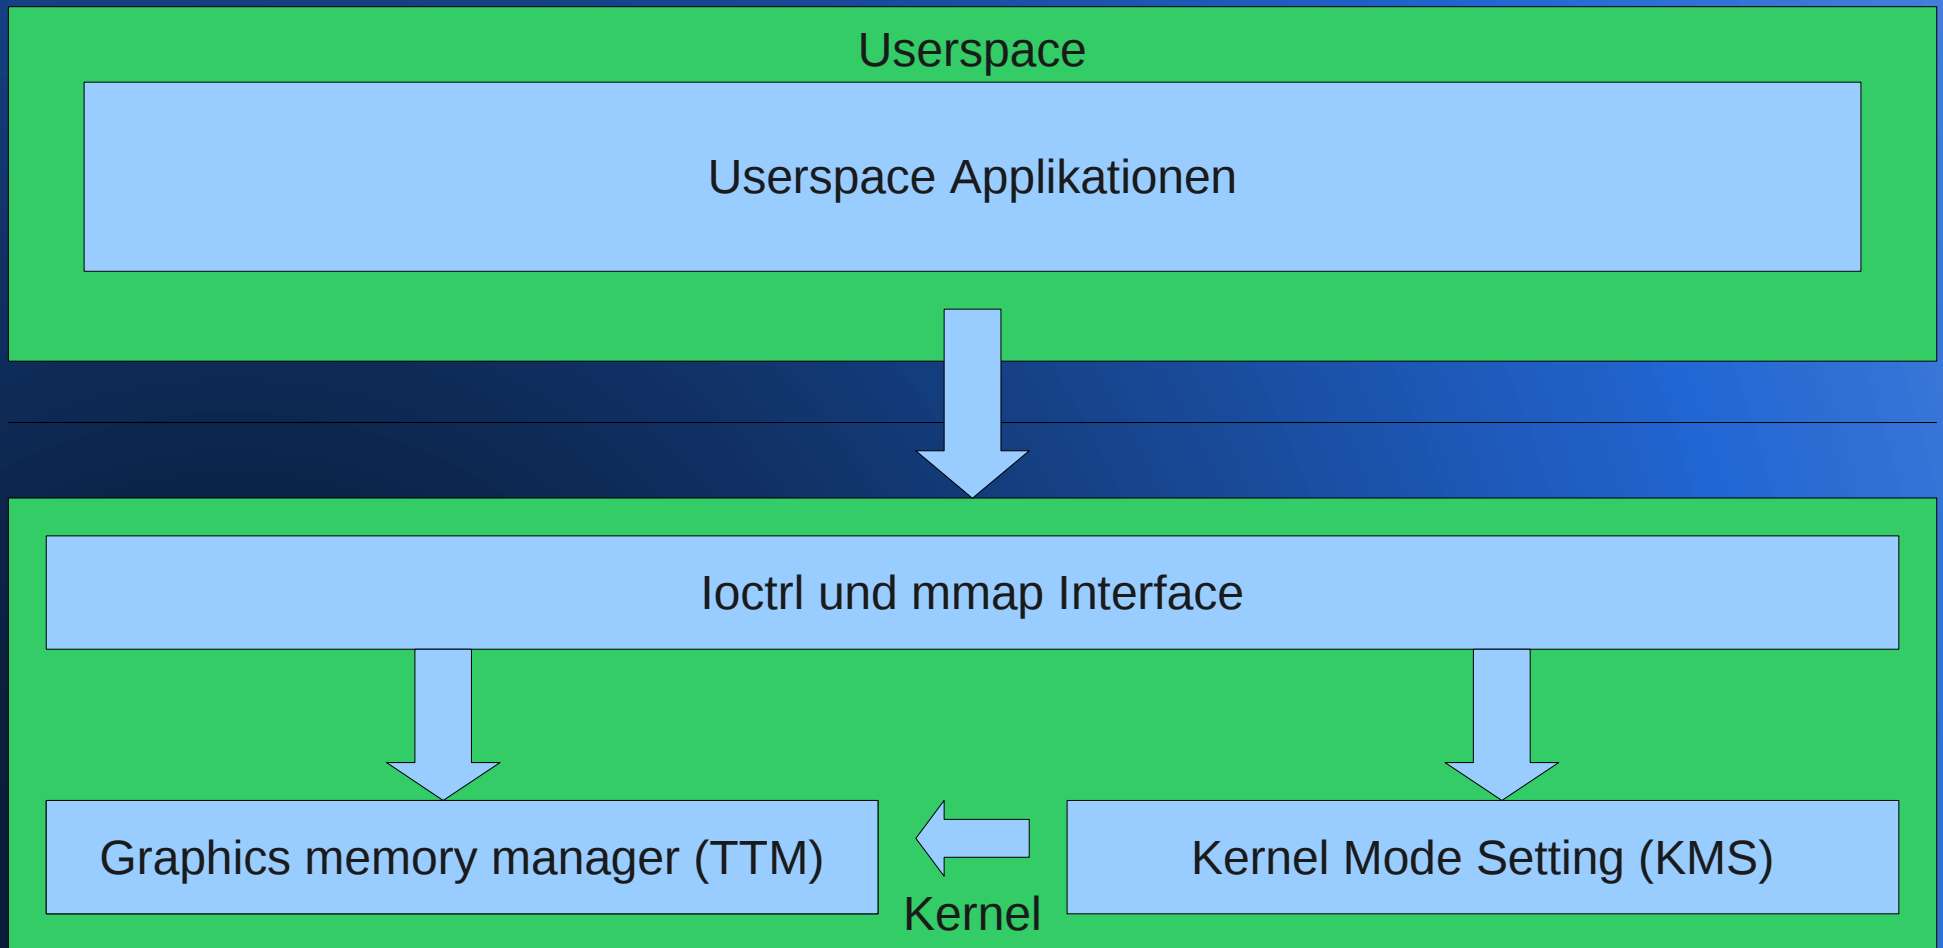 Userspace
Userspace Applikationen
Ioctrl und mmap Interface
Graphics memory manager (TTM)
Kernel Mode Setting (KMS)
Kernel